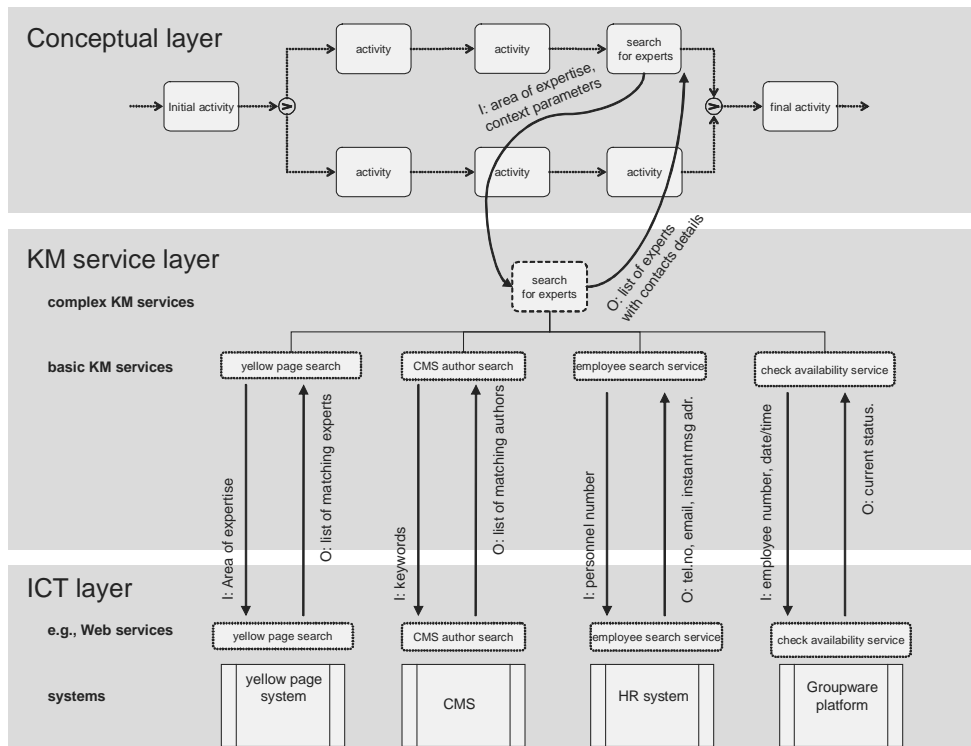 Conceptual layer
activity
activity
search
for experts
I: area of expertise,
context parameters
Initial activity
V
V
final activity
activity
activity
activity
KM service layer
O: list of experts
with contacts details
search
for experts
complex KM services
basic KM services
yellow page search
CMS author search
employee search service
check availability service
I: Area of expertise
O: list of matching experts
I: keywords
O: list of matching authors
I: personnel number
O: tel.no, email, instant msg adr.
I: employee number, date/time
O: current status.
ICT layer
e.g., Web services
yellow page search
CMS author search
employee search service
check availability service
systems
yellow page
system
CMS
HR system
Groupware
platform